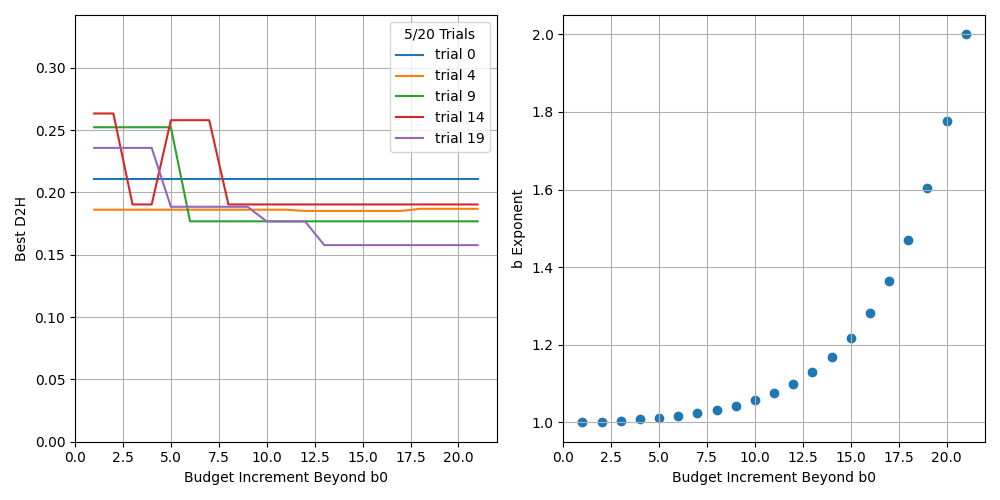 5/20 Trials
trial 0
trial 4
trial 9
trial 14
trial 19
Best D2H
0.30
0.25
0.20
0.15
0.10
0.05
0.00
0.0 2.5 5.0 7.5 10.0 12.5 15.0 17.5 20.0
Budget Increment Beyond b0
b Exponent
2.0
1.8
1.6
1.4
1.2
1.0
0.0 2.5 5.0 7.5 10.0 12.5 15.0 17.5 20.0
Budget Increment Beyond b0